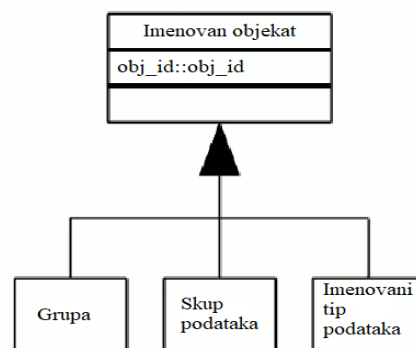 Imenovan objekat
obj_id::obj_id
Grupa
Skup
podataka
Imenovani
tip
podataka